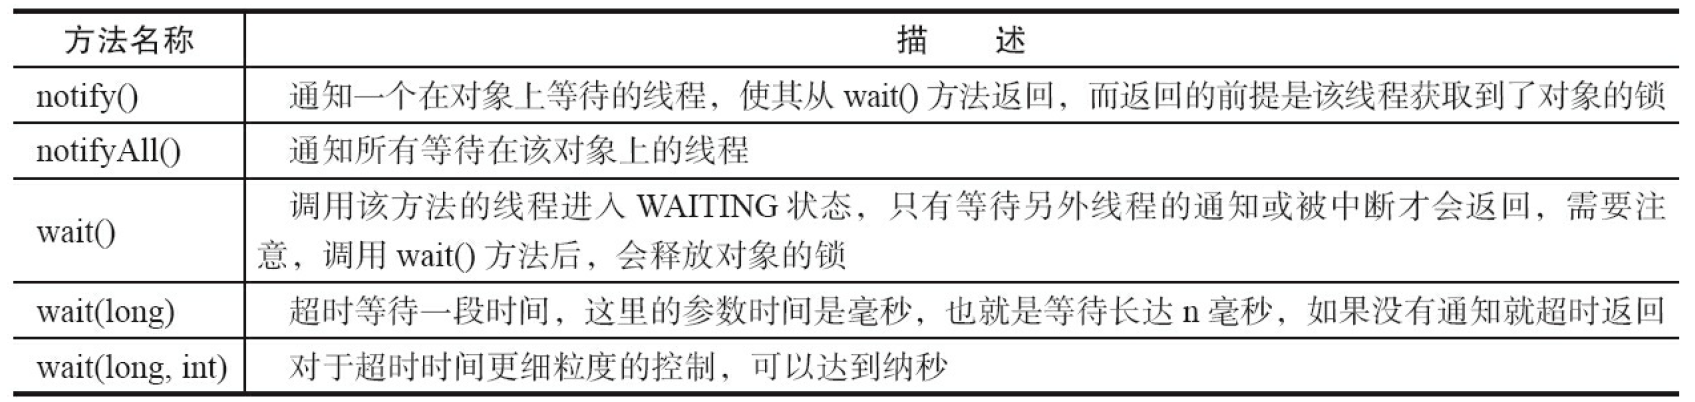 方法名称 描 述
notify() 通知一个在对象上等待的线程，使其从 wait() 方法返回，而返回的前提是该线程获取到了对象的锁
notifyAll() 通知所有等待在该对象上的线程
wait() 调用该方法的线程进入 WAITING 状态，只有等待另外线程的通知或被中断才会返回，需要注
意，调用 wait() 方法后，会释放对象的锁
wait(long) 超时等待一段时间，这里的参数时间是毫秒，也就是等待长达 n 毫秒，如果没有通知就超时返回
wait(long, int) 对于超时时间更细粒度的控制，可以达到纳秒